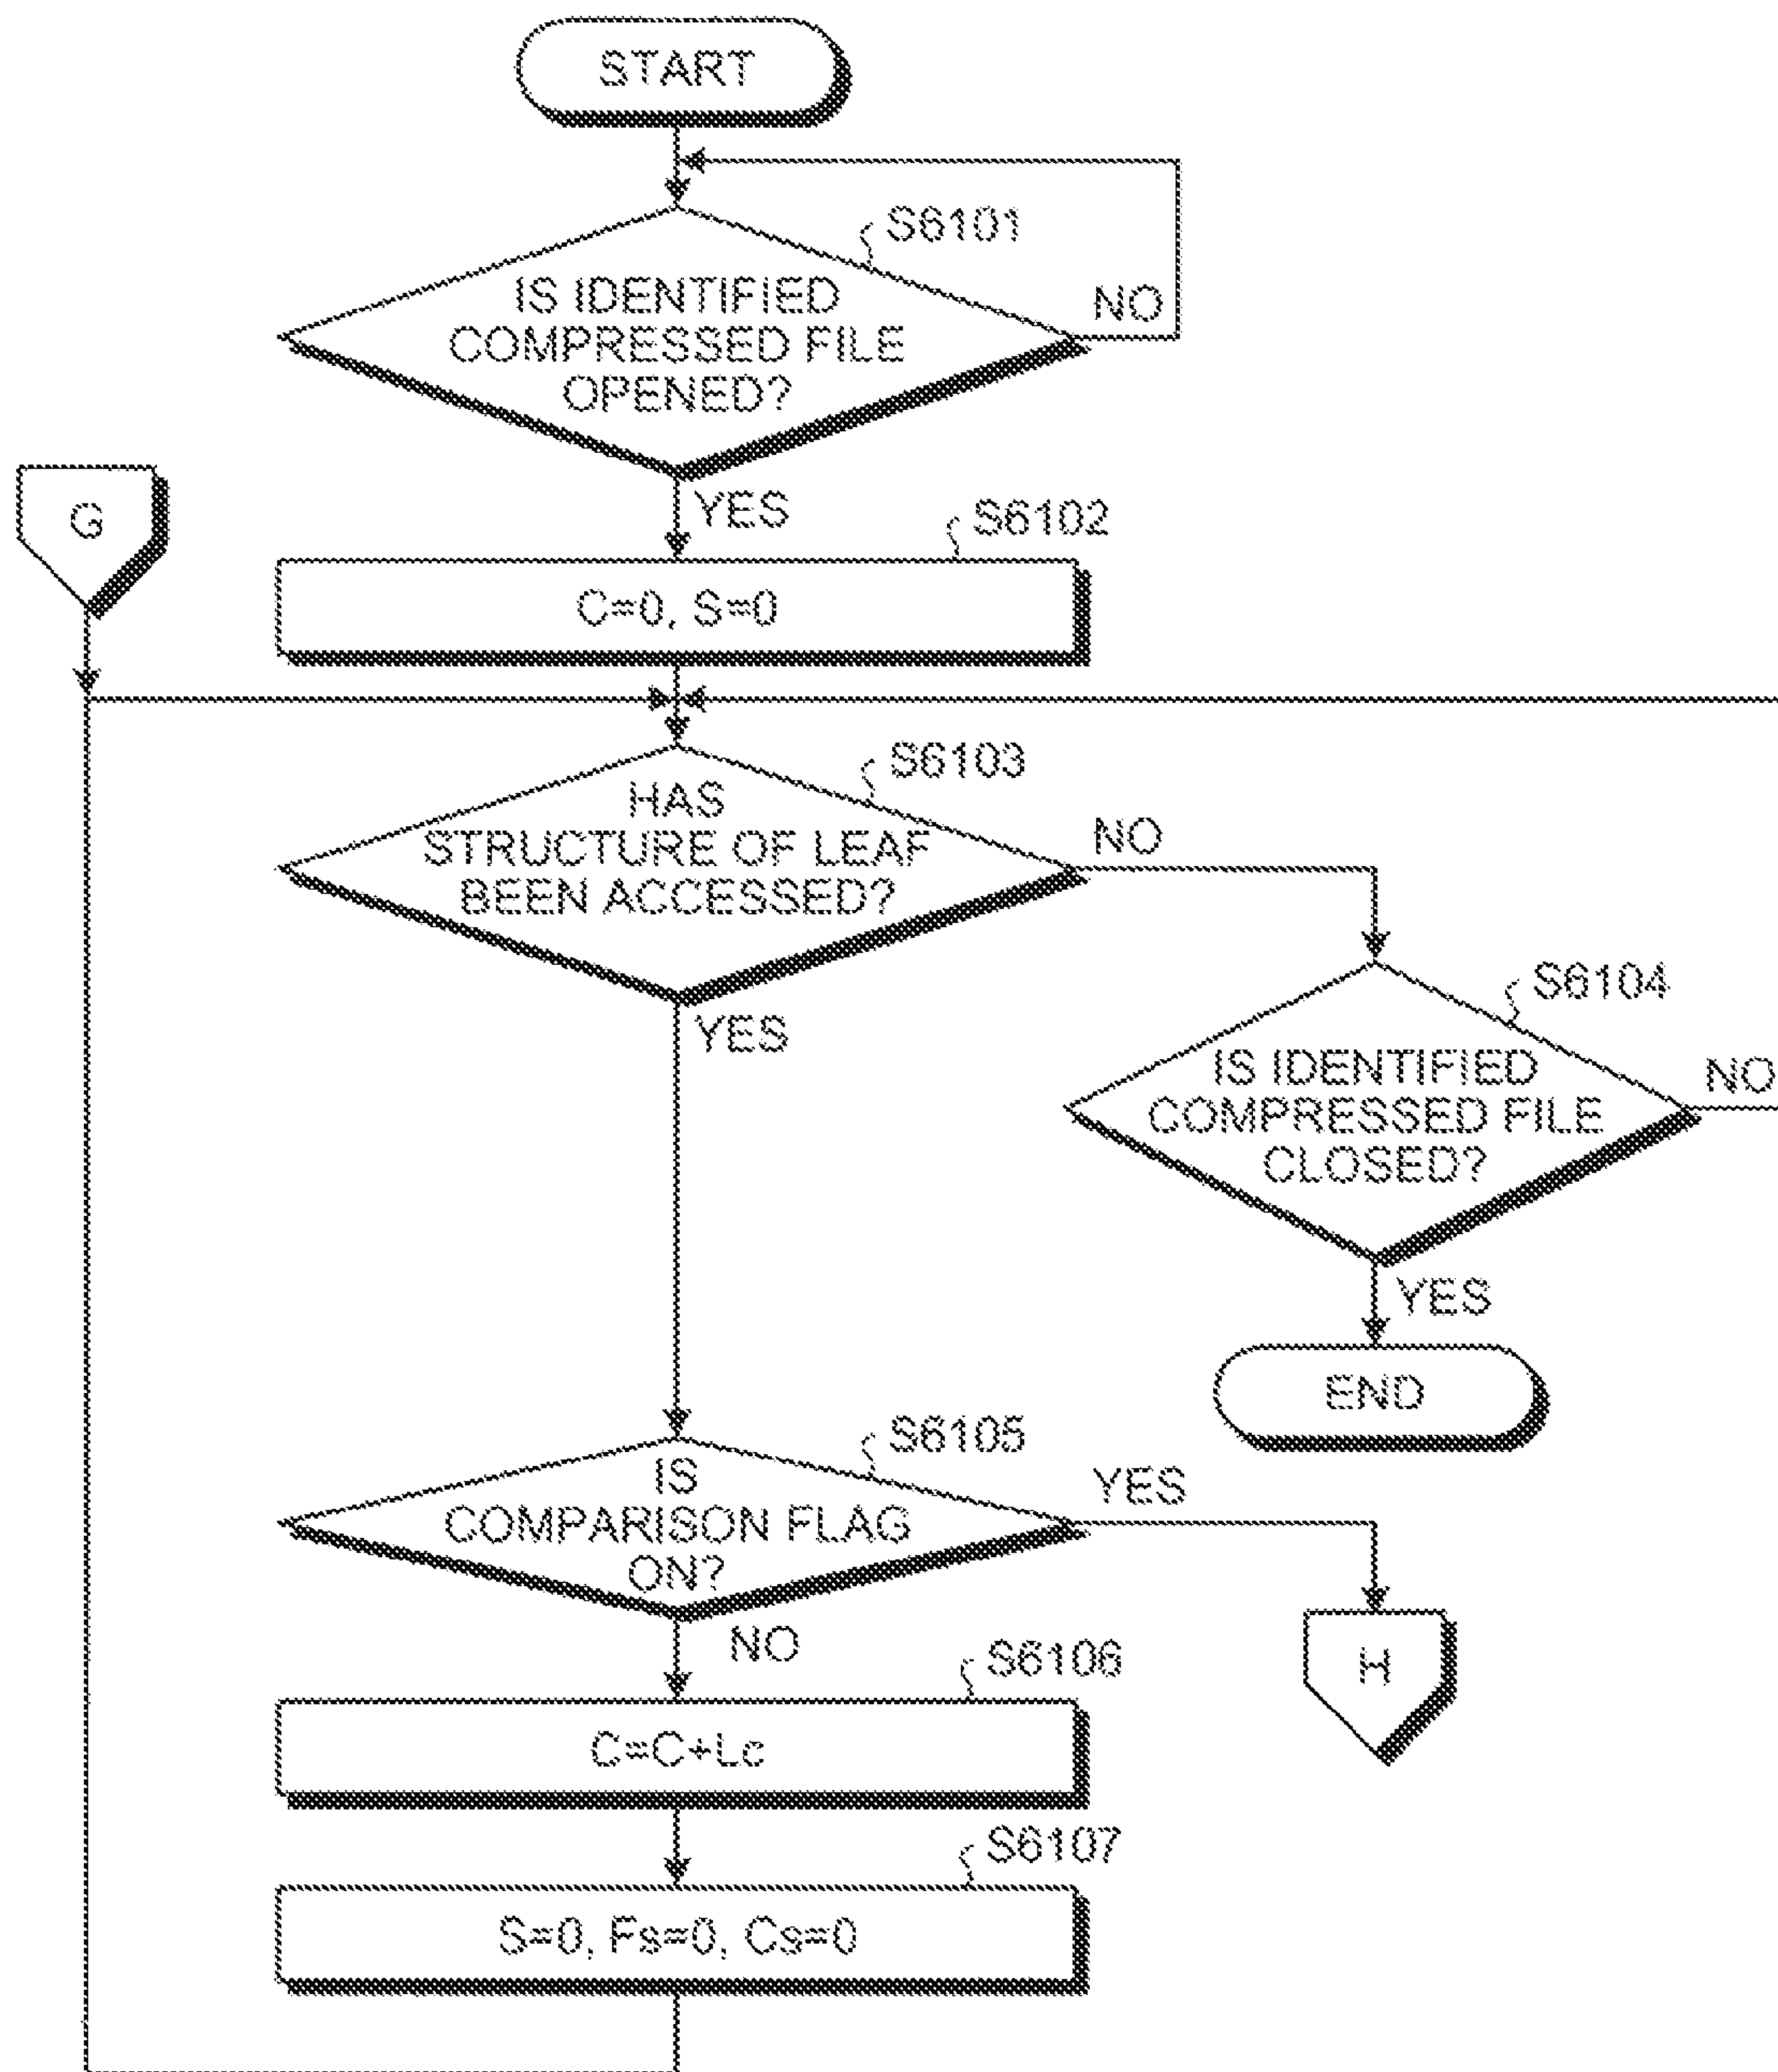 START
S6101
IS IDENTIFIED
COMPRESSED FILE
OPENED?
NO
YES
G
S6102
C=0, S=0
S6103
HAS
STRUCTURE OF LEAF
BEEN ACCESSED?
NO
YES
S6104
IS IDENTIFIED
COMPRESSED FILE
CLOSED?
NO
YES
END
S6105
IS
COMPARISON FLAG
ON?
YES
NO
H
S6106
C=C+Lc
S6107
S=0, Fs=0, Cs=0